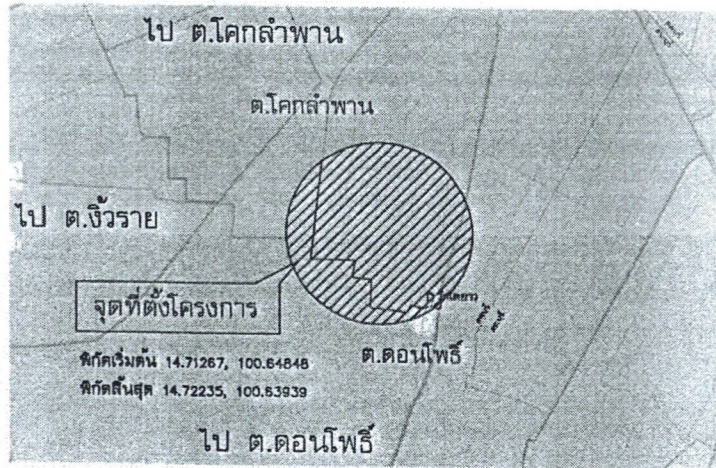 ไป ต.โคกลำพาน
ต.โคกลำพาน
ไป ต.งิ้วราย
จุดที่ตั้งโครงการ
ต.ดอนโพธิ์
พิกัดเริ่มต้น 14.71267, 100.64848
พิกัดสิ้นสุด 14.72235, 100.63939
ไป ต.ดอนโพธิ์